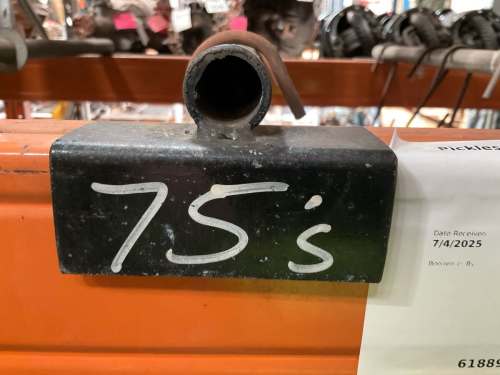 75's
Pickles
Date Received
7/4/2025
61889